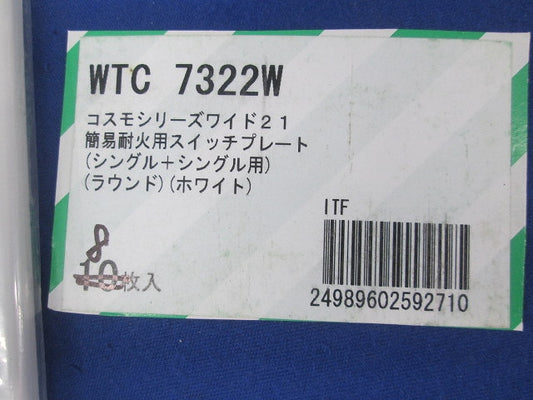 WTC 7322W
コスモシリーズワイド21
簡易耐火用スイッチプレート
(シングル+シングル用)
(ラウンド)(ホワイト)
8
10枚入
ITF
24989602592710